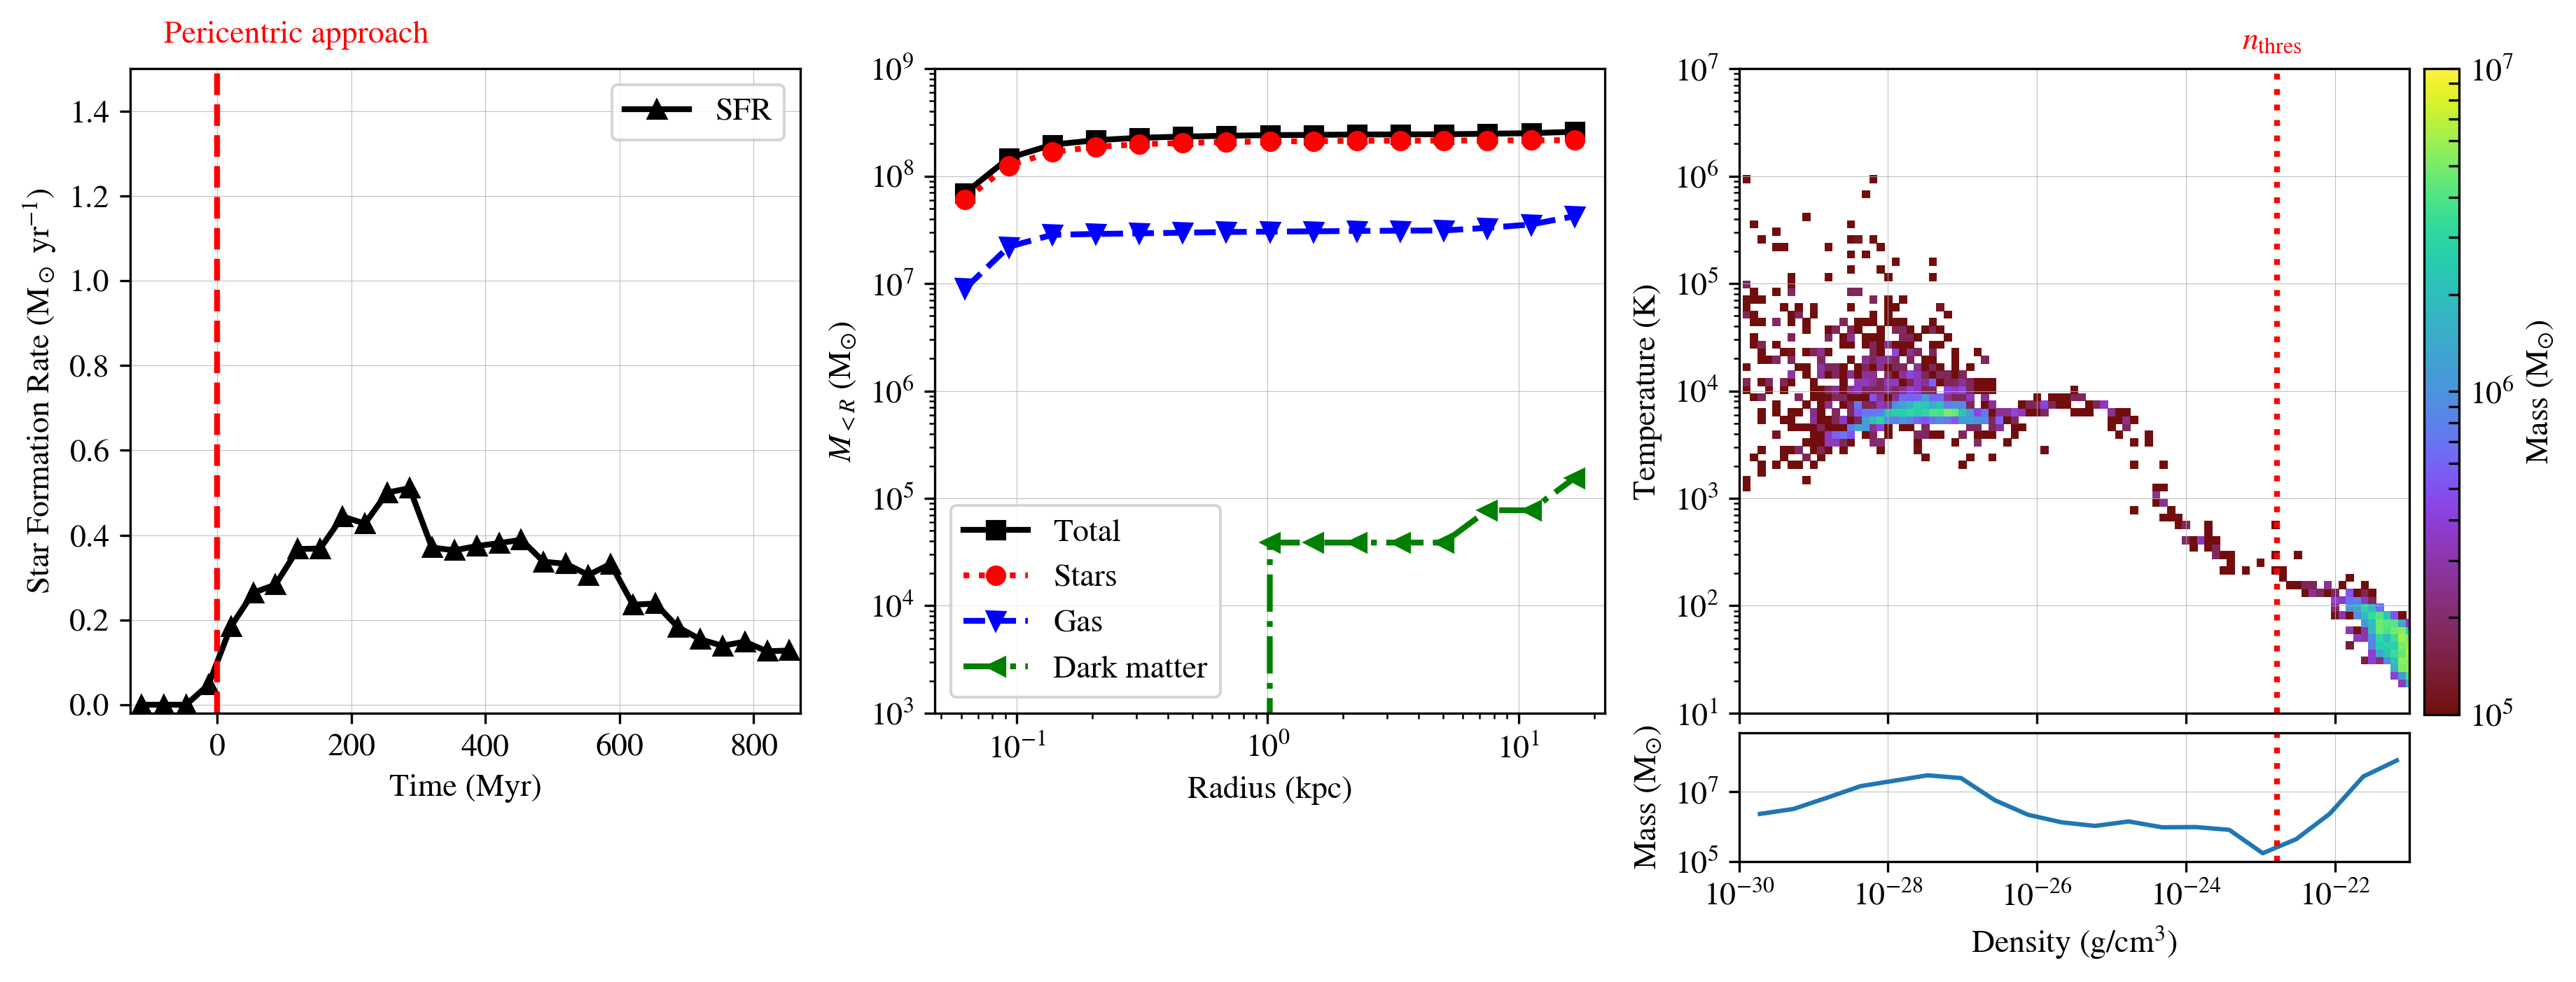 Pericentric approach
SFR
Star Formation Rate (M⊙ yr⁻¹)
1.4
1.2
1.0
0.8
0.6
0.4
0.2
0.0
0 200 400 600 800
Time (Myr)
10⁹
10⁸
10⁷
10⁶
10⁵
10⁴
10³
M<R (M⊙)
Total
Stars
Gas
Dark matter
10⁻¹ 10⁰ 10¹
Radius (kpc)
nthres
10⁷
10⁶
10⁵
10⁴
10³
10²
10¹
Temperature (K)
10⁷
10⁶
10⁵
Mass (M⊙)
Mass (M⊙)
10⁷
10⁵
10⁻³⁰ 10⁻²⁸ 10⁻²⁶ 10⁻²⁴ 10⁻²²
Density (g/cm³)